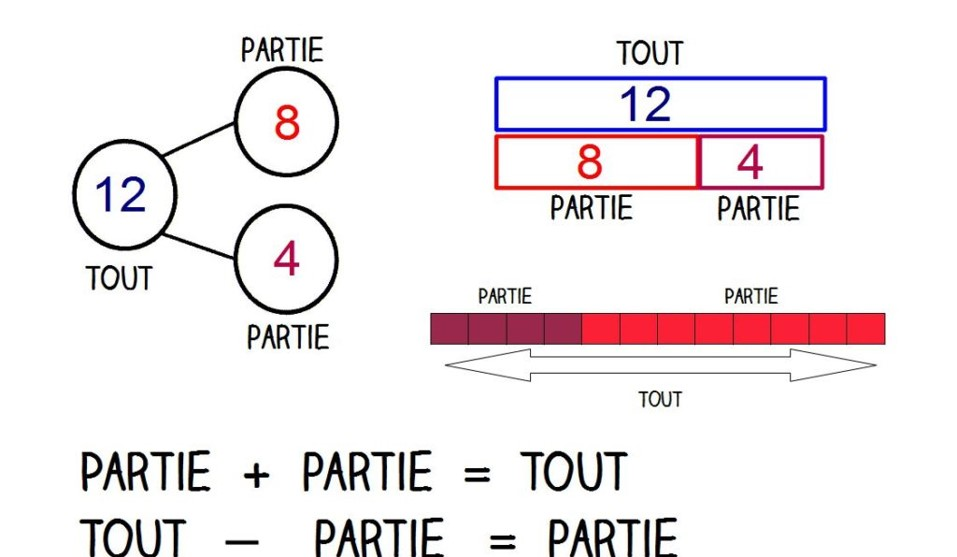 PARTIE
8
12
TOUT
4
PARTIE
TOUT
12
8 4
PARTIE PARTIE
PARTIE PARTIE
TOUT
PARTIE + PARTIE = TOUT
TOUT – PARTIE = PARTIE